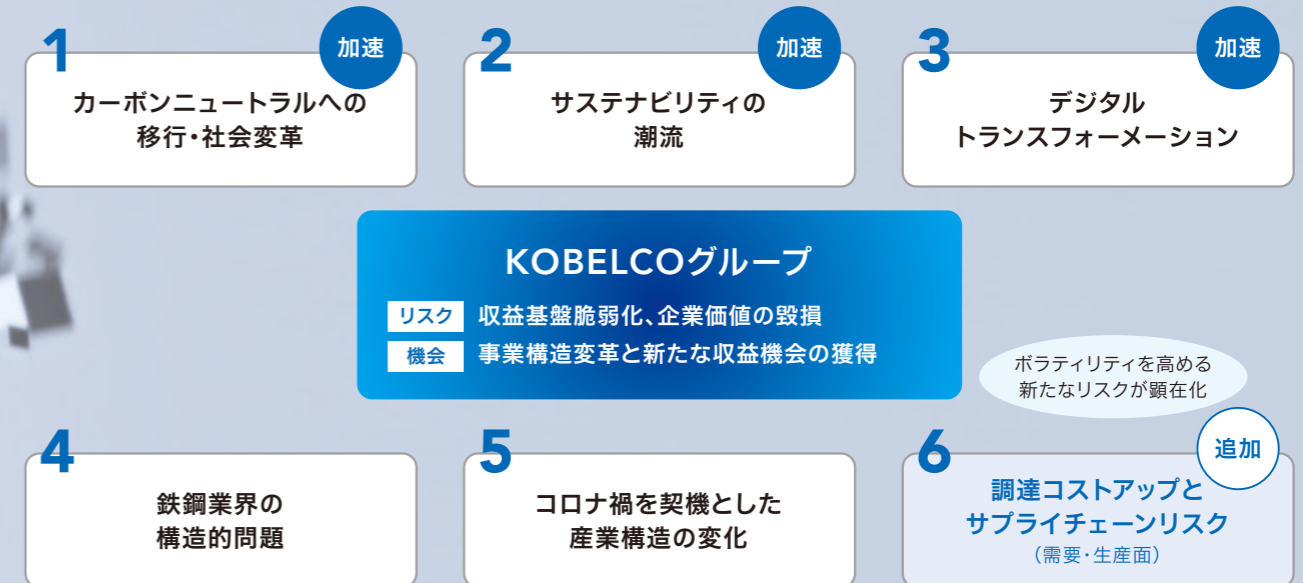 1
加速
カーボンニュートラルへの
移行・社会変革
2
加速
サステナビリティの
潮流
3
加速
デジタル
トランスフォーメーション
KOBELCOグループ
リスク 収益基盤脆弱化、企業価値の毀損
機会 事業構造変革と新たな収益機会の獲得
ボラティリティを高める
新たなリスクが顕在化
4
鉄鋼業界の
構造的問題
5
コロナ禍を契機とした
産業構造の変化
6
追加
調達コストアップと
サプライチェーンリスク
（需要・生産面）